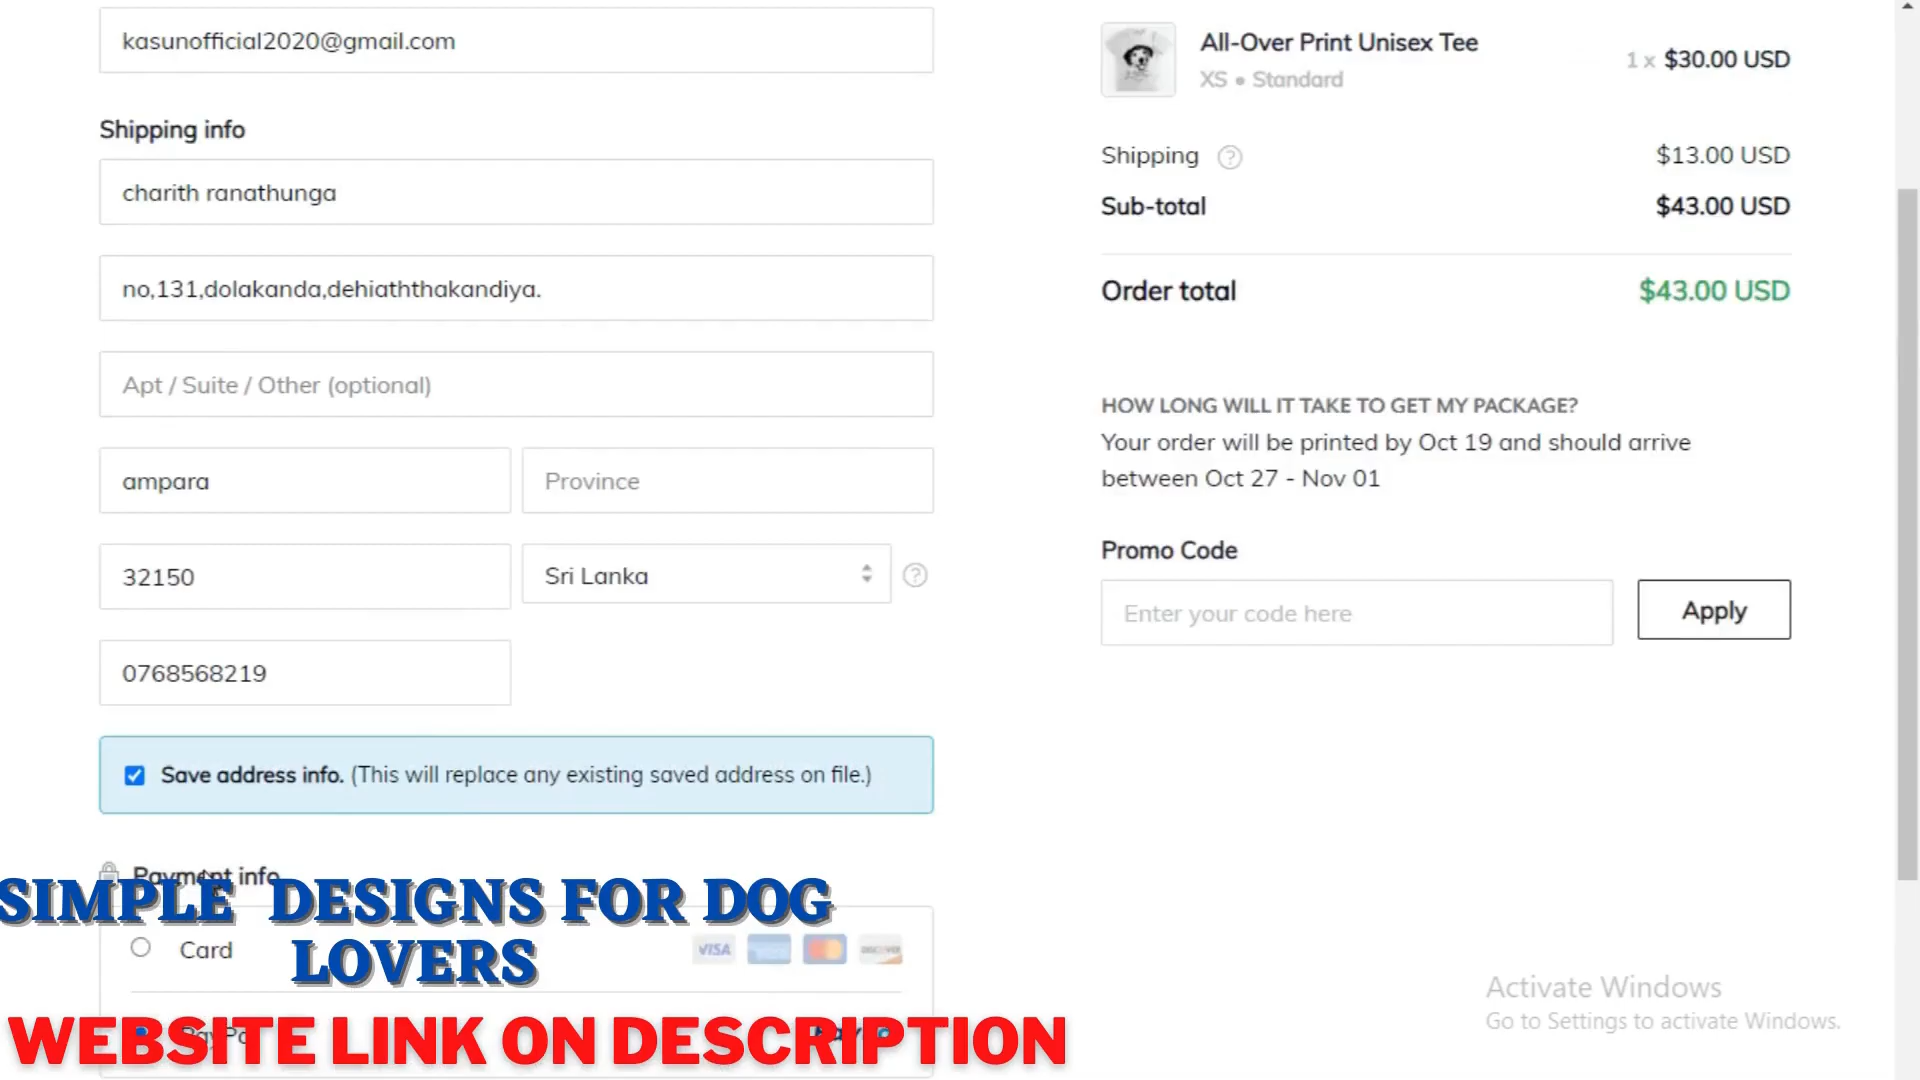 kasunofficial2020@gmail.com
Shipping info
charith ranathunga
no,131,dolakanda,dehiaththakandiya.
Apt / Suite / Other (optional)
ampara
Province
32150
Sri Lanka
0768568219
Save address info. (This will replace any existing saved address on file.)
Payment info
Card
VISA
DISCOVER
SIMPLE DESIGNS FOR DOG
LOVERS
WEBSITE LINK ON DESCRIPTION
All-Over Print Unisex Tee
1 x $30.00 USD
XS • Standard
Shipping
$13.00 USD
Sub-total
$43.00 USD
Order total
$43.00 USD
HOW LONG WILL IT TAKE TO GET MY PACKAGE?
Your order will be printed by Oct 19 and should arrive
between Oct 27 - Nov 01
Promo Code
Enter your code here
Apply
Activate Windows
Go to Settings to activate Windows.